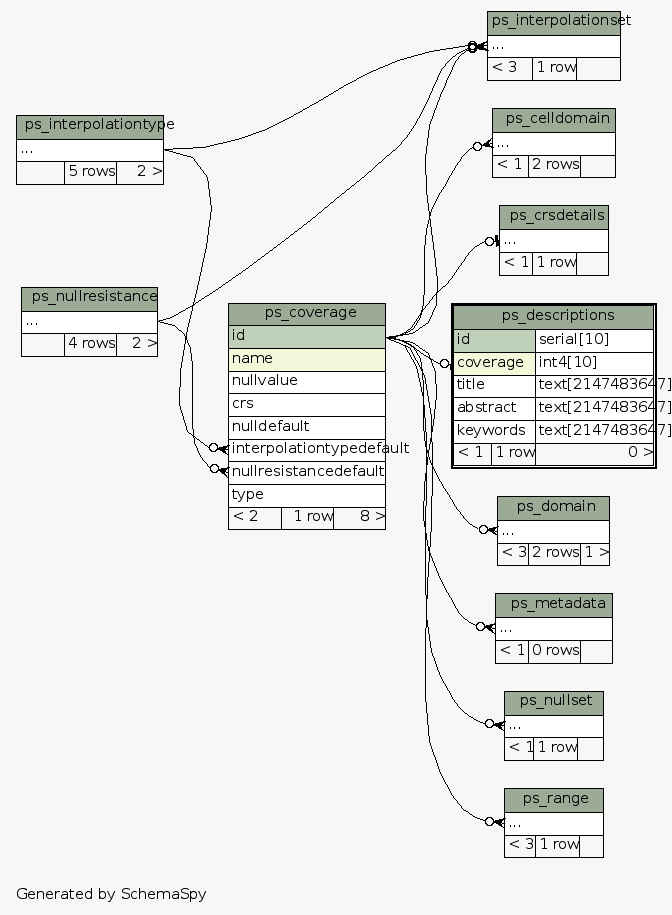 ps_interpolationset
...
< 3 1 row
ps_interpolationtype
...
5 rows 2 >
ps_celldomain
...
< 1 2 rows
ps_crsdetails
...
< 1 1 row
ps_nullresistance
...
4 rows 2 >
ps_coverage
id
name
nullvalue
crs
nulldefault
interpolationtypedefault
nullresistancedefault
type
< 2 1 row 8 >
ps_descriptions
id serial[10]
coverage int4[10]
title text[2147483647]
abstract text[2147483647]
keywords text[2147483647]
< 1 1 row 0 >
ps_domain
...
< 3 2 rows 1 >
ps_metadata
...
< 1 0 rows
ps_nullset
...
< 1 1 row
ps_range
...
< 3 1 row
Generated by SchemaSpy